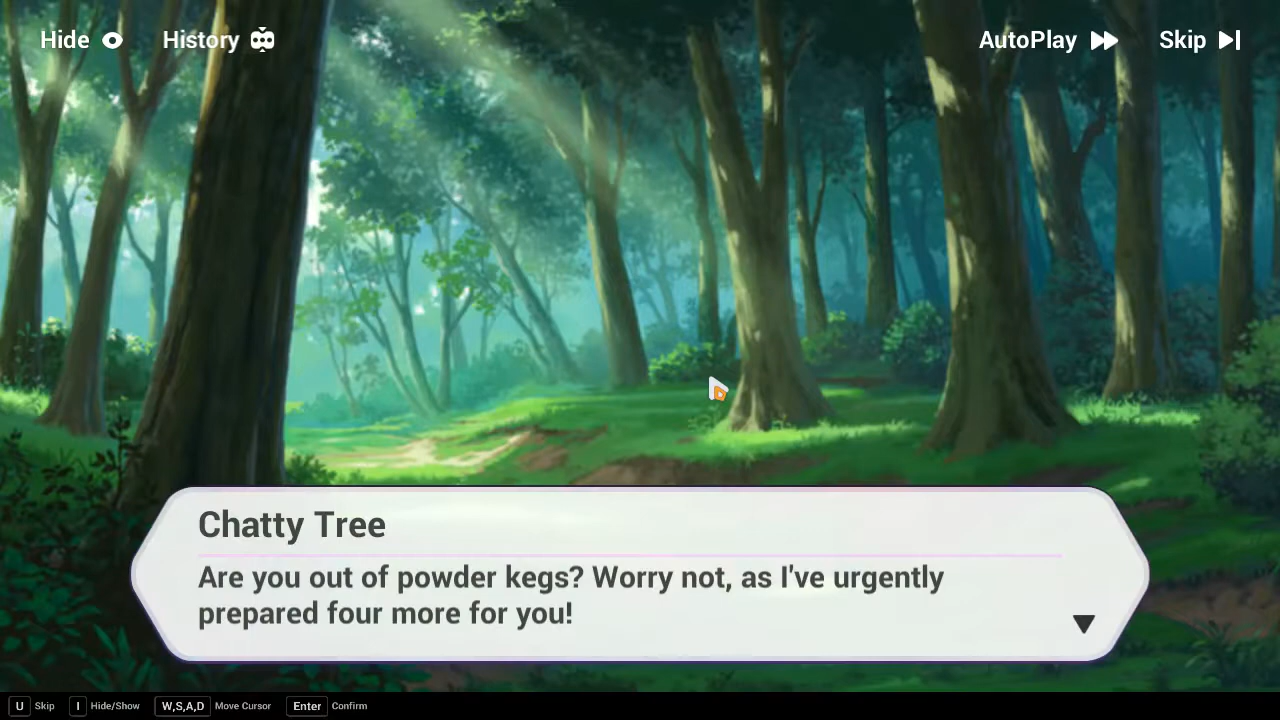 Hide
History
AutoPlay
Skip
Chatty Tree
Are you out of powder kegs? Worry not, as I've urgently
prepared four more for you!
U Skip I Hide/Show W,S,A,D Move Cursor Enter Confirm